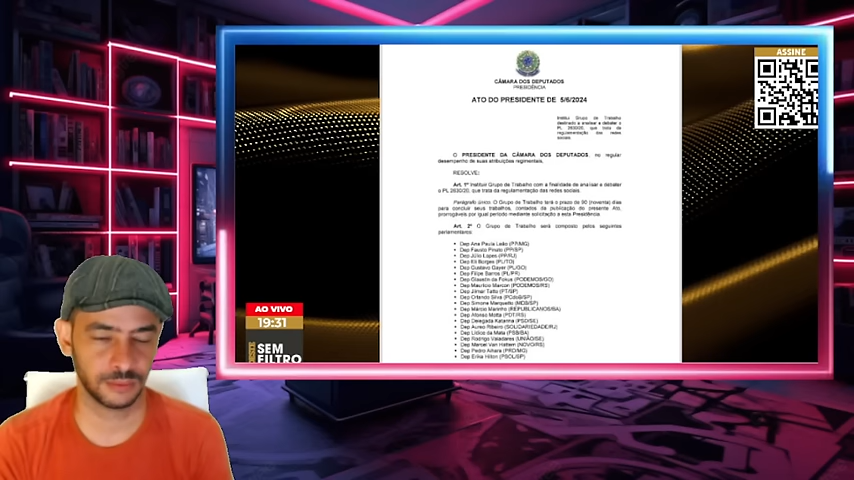 ASSINE
CÂMARA DOS DEPUTADOS
PRESIDÊNCIA
ATO DO PRESIDENTE DE 5/6/2024
Institui Grupo de Trabalho
destinado a analisar e debater o
PL 2630/20, que trata da
regulamentação das redes
sociais.
O PRESIDENTE DA CÂMARA DOS DEPUTADOS, no regular
desempenho de suas atribuições regimentais.
RESOLVE:
Art. 1º Instituir Grupo de Trabalho com a finalidade de analisar e debater
o PL 2630/20, que trata da regulamentação das redes sociais.
Parágrafo único. O Grupo de Trabalho terá o prazo de 90 (noventa) dias
para concluir seus trabalhos, contados da publicação do presente Ato,
prorrogáveis por igual período mediante solicitação a esta Presidência.
Art. 2º O Grupo de Trabalho será composto pelos seguintes
parlamentares:
• Dep Ana Paula Leão (PP/MG)
• Dep Fausto Pinato (PP/SP)
• Dep Júlio Lopes (PP/RJ)
• Dep Eli Borges (PL/TO)
• Dep Gustavo Gayer (PL/GO)
• Dep Filipe Barros (PL/PR)
• Dep Glaustin da Fokus (PODEMOS/GO)
• Dep Maurício Marcon (PODEMOS/RS)
• Dep Jilmar Tatto (PT/SP)
• Dep Orlando Silva (PCdoB/SP)
• Dep Simone Marquetto (MDB/SP)
• Dep Márcio Marinho (REPUBLICANOS/BA)
• Dep Afonso Motta (PDT/RS)
• Dep Delegada Katarina (PSD/SE)
• Dep Aureo Ribeiro (SOLIDARIEDADE/RJ)
• Dep Lídice da Mata (PSB/BA)
• Dep Rodrigo Valadares (UNIÃO/SE)
• Dep Marcel Van Hattem (NOVO/RS)
• Dep Pedro Aihara (PRD/MG)
• Dep Erika Hilton (PSOL/SP)
AO VIVO
19:31
SEM
FILTRO